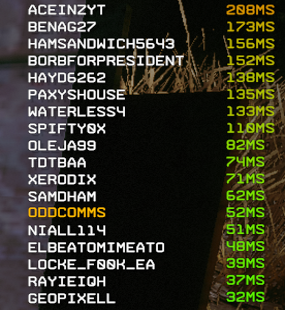 ACEINZYT 208MS
BENAG27 173MS
HAMSANDWICH5643 156MS
BORBFORPRESIDENT 152MS
HAYD6262 138MS
PAXYSHOUSE 135MS
WATERLESS4 133MS
SPIFTY0X 110MS
OLEJA99 82MS
TDTBAA 74MS
XERODIX 71MS
SAMDHAM 62MS
ODDCOMMS 52MS
NIALL114 51MS
ELBEATOMIMEATO 48MS
LOCKE_F00K_EA 39MS
RAYIEIQH 37MS
GEOPIXELL 32MS